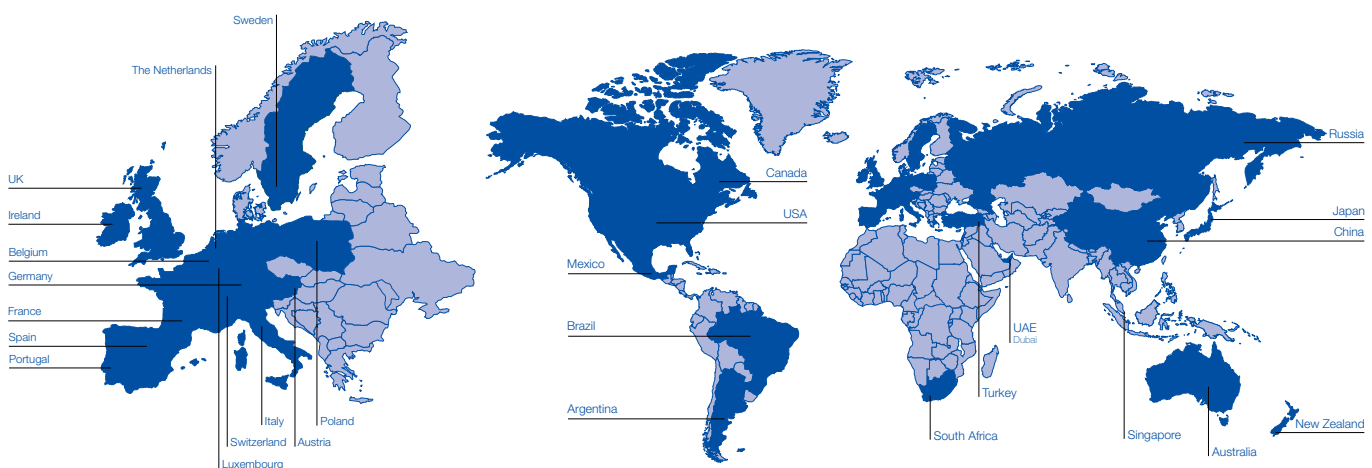 Sweden
The Netherlands
UK
Ireland
Belgium
Germany
France
Spain
Portugal
Italy
Poland
Switzerland
Austria
Luxembourg
Canada
USA
Mexico
Brazil
Argentina
Russia
Japan
China
UAE
Dubai
Turkey
South Africa
Singapore
Australia
New Zealand